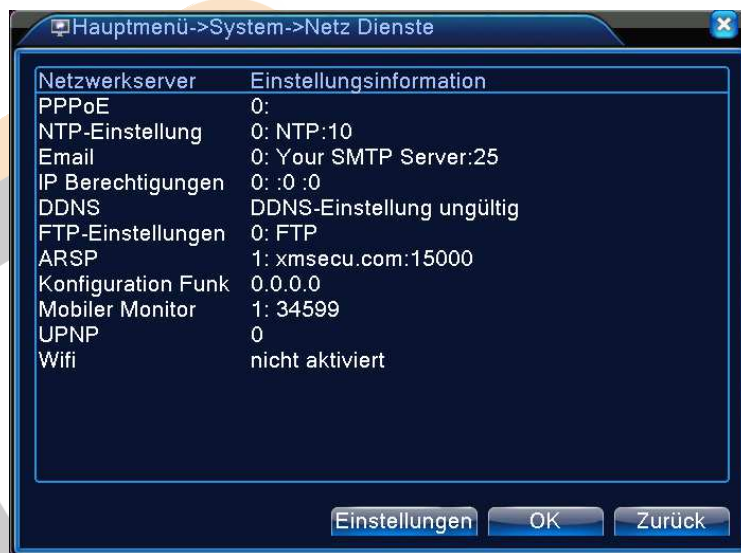 Hauptmenü->System->Netz Dienste
Netzwerkserver Einstellungsinformation
PPPoE 0:
NTP-Einstellung 0: NTP:10
Email 0: Your SMTP Server:25
IP Berechtigungen 0: :0 :0
DDNS DDNS-Einstellung ungültig
FTP-Einstellungen 0: FTP
ARSP 1: xmsecu.com:15000
Konfiguration Funk 0.0.0.0
Mobiler Monitor 1: 34599
UPNP 0
Wifi nicht aktiviert
Einstellungen OK Zurück